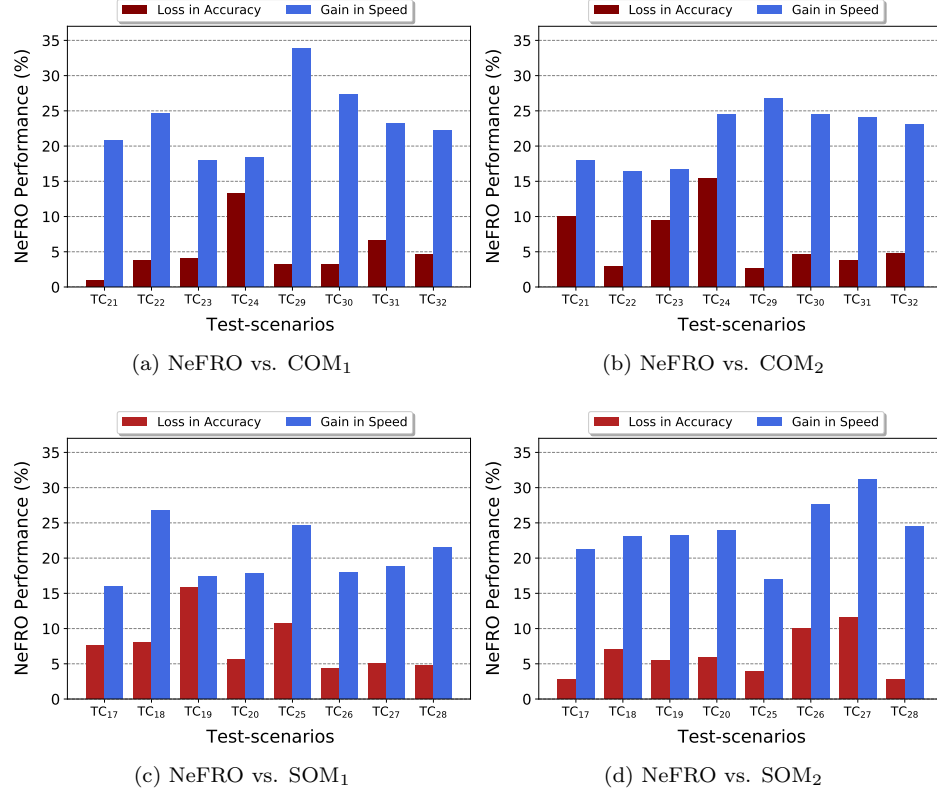 Loss in Accuracy Gain in Speed
35
30
25
20
15
10
5
0
NeFRO Performance (%)
TC21 TC22 TC23 TC24 TC29 TC30 TC31 TC32
Test-scenarios
(a) NeFRO vs. COM1
Loss in Accuracy Gain in Speed
35
30
25
20
15
10
5
0
NeFRO Performance (%)
TC21 TC22 TC23 TC24 TC29 TC30 TC31 TC32
Test-scenarios
(b) NeFRO vs. COM2
Loss in Accuracy Gain in Speed
35
30
25
20
15
10
5
0
NeFRO Performance (%)
TC17 TC18 TC19 TC20 TC25 TC26 TC27 TC28
Test-scenarios
(c) NeFRO vs. SOM1
Loss in Accuracy Gain in Speed
35
30
25
20
15
10
5
0
NeFRO Performance (%)
TC17 TC18 TC19 TC20 TC25 TC26 TC27 TC28
Test-scenarios
(d) NeFRO vs. SOM2